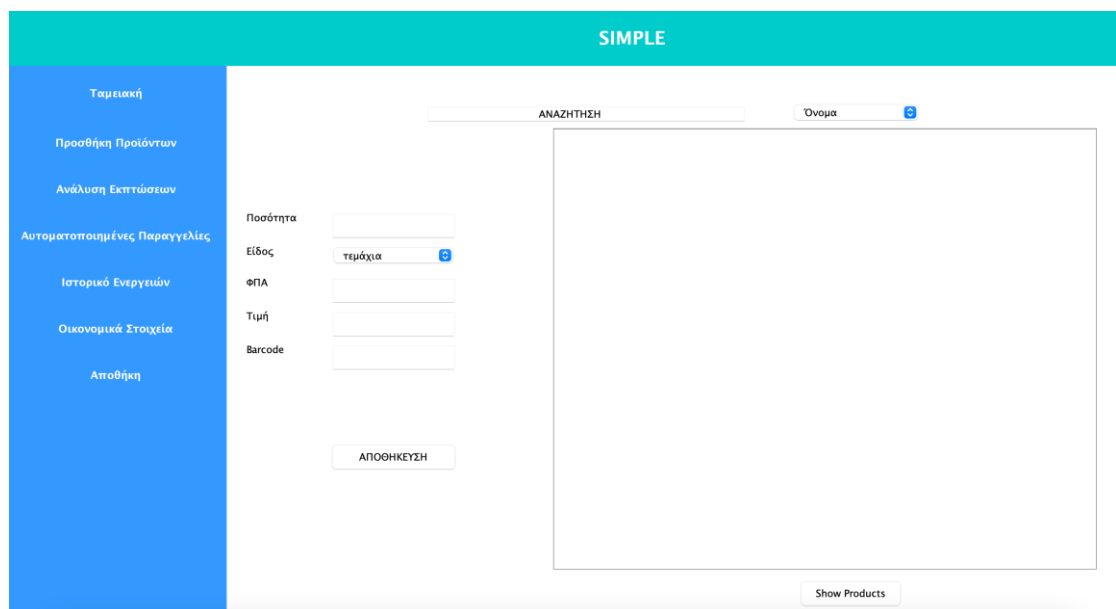 SIMPLE
Ταμειακή
Προσθήκη Προϊόντων
Ανάλυση Εκπτώσεων
Αυτοματοποιημένες Παραγγελίες
Ιστορικό Ενεργειών
Οικονομικά Στοιχεία
Αποθήκη
ΑΝΑΖΗΤΗΣΗ
Όνομα
Ποσότητα
Είδος
τεμάχια
ΦΠΑ
Τιμή
Barcode
ΑΠΟΘΗΚΕΥΣΗ
Show Products